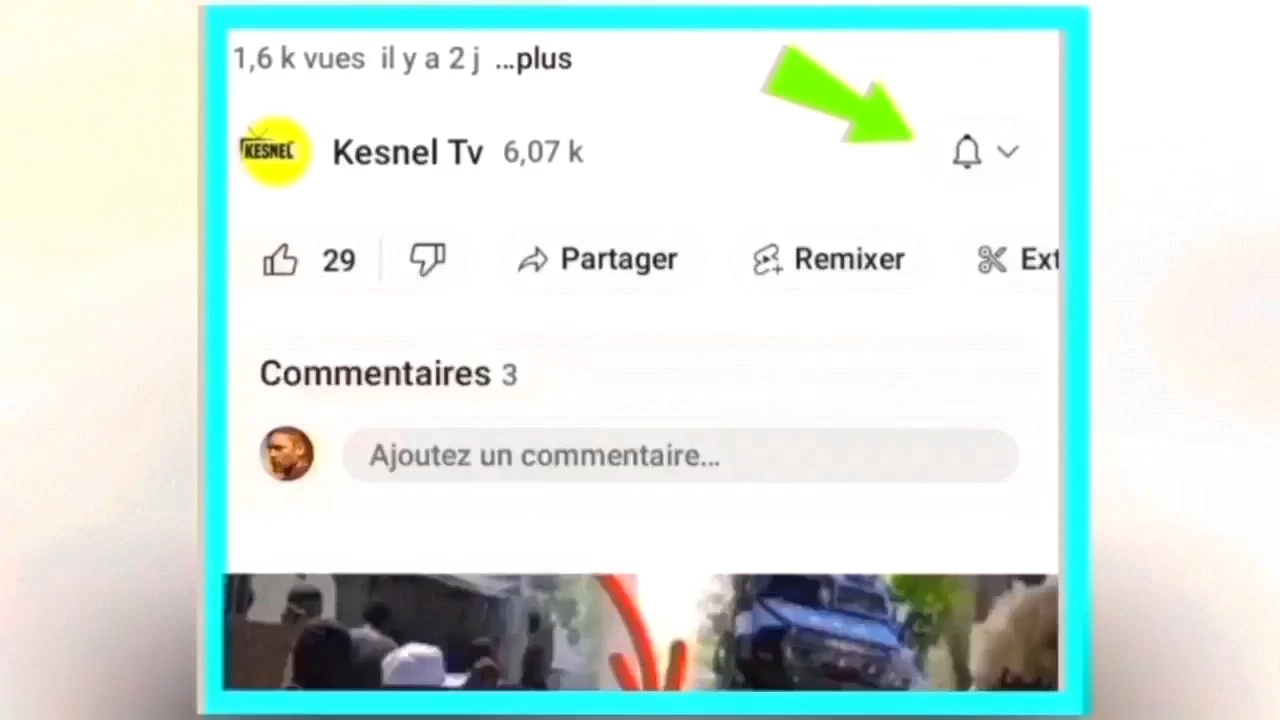 1,6 k vues il y a 2 j ...plus
KESNEL
Kesnel Tv 6,07 k
29 Partager Remixer Ext
Commentaires 3
Ajoutez un commentaire...